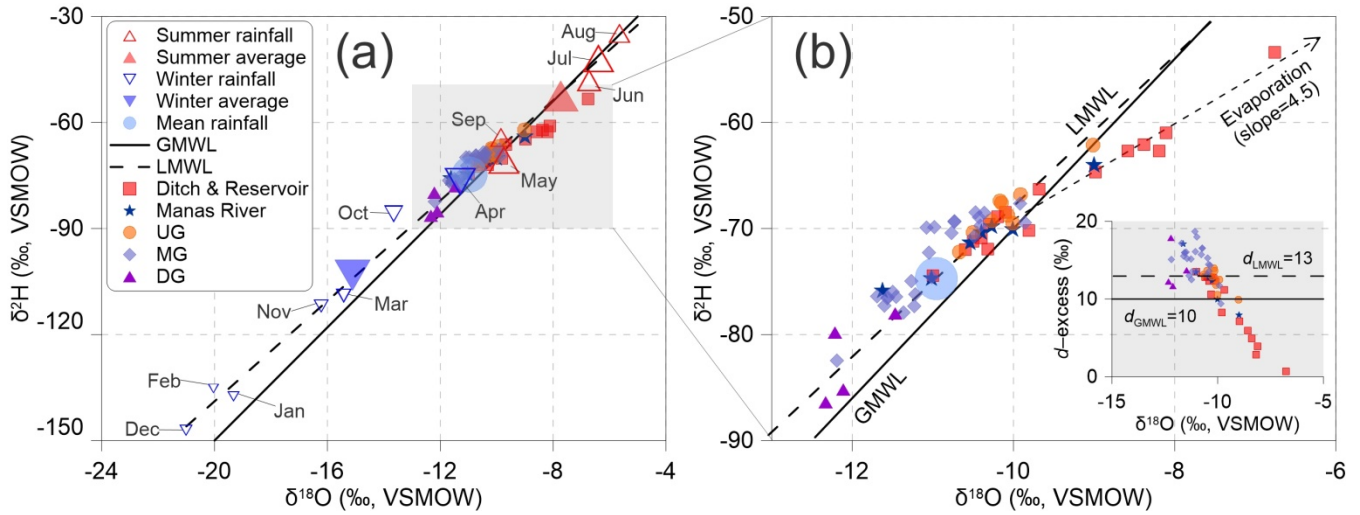 (a)
Summer rainfall
Summer average
Winter rainfall
Winter average
Mean rainfall
GMWL
LMWL
Ditch & Reservoir
Manas River
UG
MG
DG
Aug
Jul
Jun
Sep
May
Apr
Oct
Nov
Mar
Feb
Jan
Dec
-30
-60
-90
-120
-150
δ²H (‰, VSMOW)
-24
-20
-16
-12
-8
-4
δ¹⁸O (‰, VSMOW)
(b)
LMWL
Evaporation
(slope=4.5)
GMWL
-50
-60
-70
-80
-90
δ²H (‰, VSMOW)
-12
-10
-8
-6
δ¹⁸O (‰, VSMOW)
20
10
0
d–excess (‰)
dLMWL=13
dGMWL=10
-15
-10
-5
δ¹⁸O (‰, VSMOW)